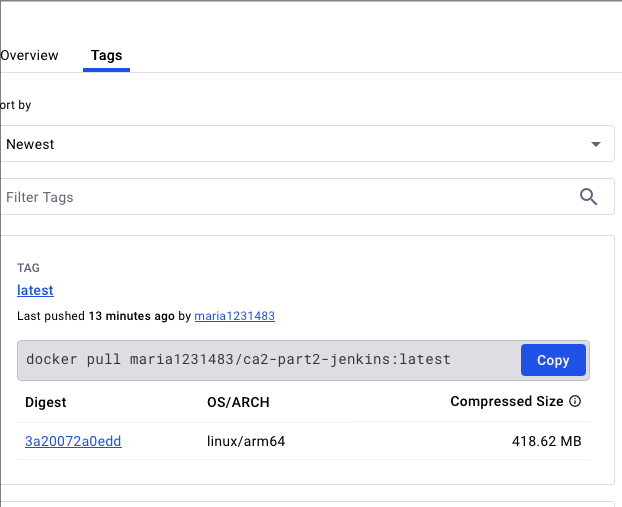 Overview Tags
ort by
Newest
Filter Tags
TAG
latest
Last pushed 13 minutes ago by maria1231483
docker pull maria1231483/ca2-part2-jenkins:latest Copy
Digest OS/ARCH Compressed Size
3a20072a0edd linux/arm64 418.62 MB